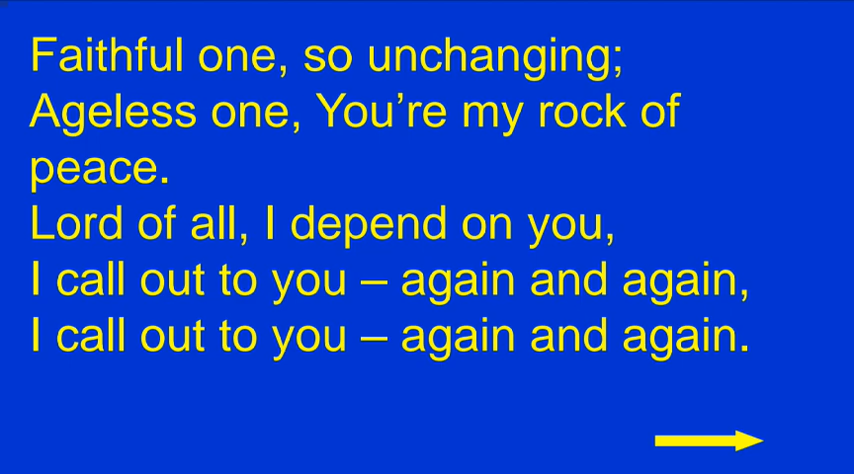 Faithful one, so unchanging;
Ageless one, You’re my rock of
peace.
Lord of all, I depend on you,
I call out to you – again and again,
I call out to you – again and again.